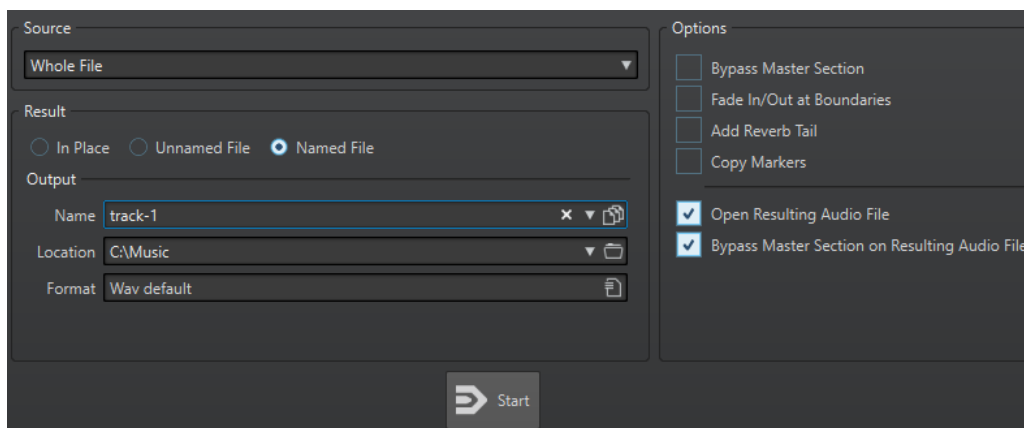 Source
Whole File
Result
In Place Unnamed File Named File
Output
Name track-1
Location C:\Music
Format Wav default
Options
Bypass Master Section
Fade In/Out at Boundaries
Add Reverb Tail
Copy Markers
Open Resulting Audio File
Bypass Master Section on Resulting Audio File
Start